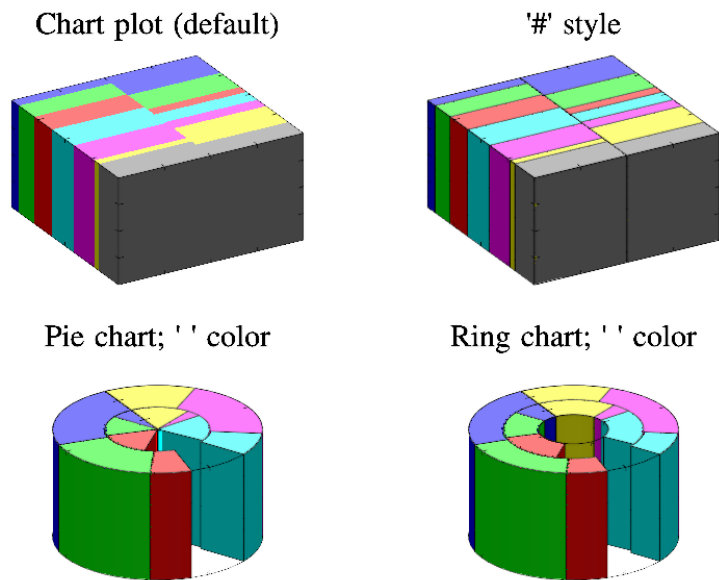 Chart plot (default)
'#' style
Pie chart; ' ' color
Ring chart; ' ' color